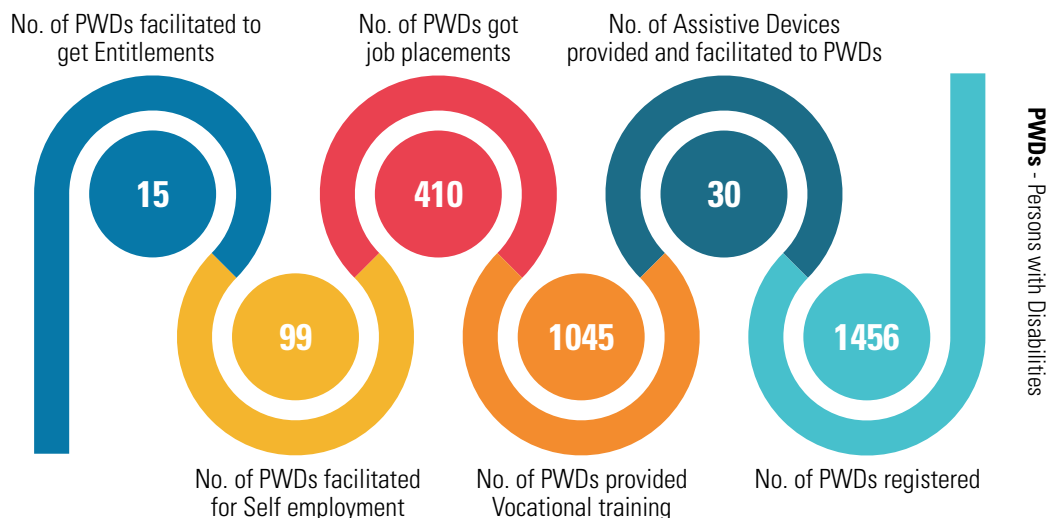 No. of PWDs facilitated to
get Entitlements
No. of PWDs got
job placements
No. of Assistive Devices
provided and facilitated to PWDs
15
410
30
99
1045
1456
No. of PWDs facilitated
for Self employment
No. of PWDs provided
Vocational training
No. of PWDs registered
PWDs - Persons with Disabilities